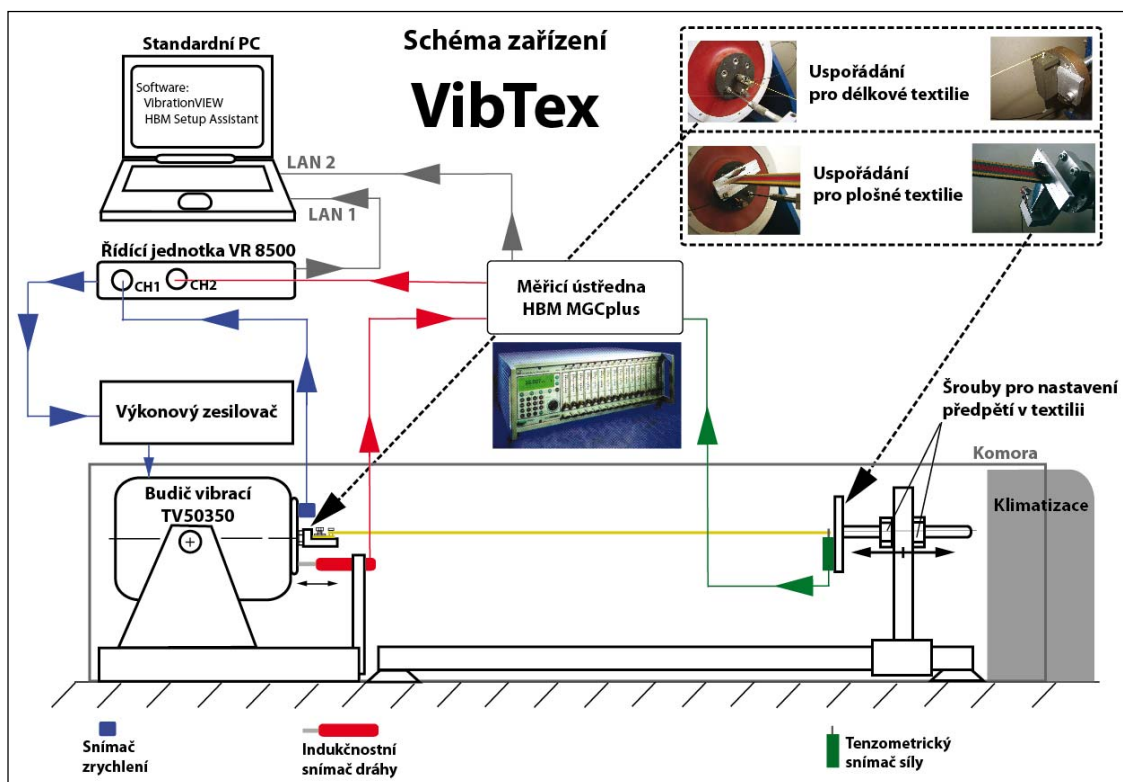 Schéma zařízení
VibTex
Standardní PC
Software:
VibrationVIEW
HBM Setup Assistant
LAN 2
LAN 1
Řídící jednotka VR 8500
CH1
CH2
Uspořádání
pro délkové textilie
Uspořádání
pro plošné textilie
Měřicí ústředna
HBM MGCplus
Výkonový zesilovač
Šrouby pro nastavení
předpětí v textilii
Komora
Budič vibrací
TV50350
Klimatizace
Snímač
zrychlení
Indukčnostní
snímač dráhy
Tenzometrický
snímač síly